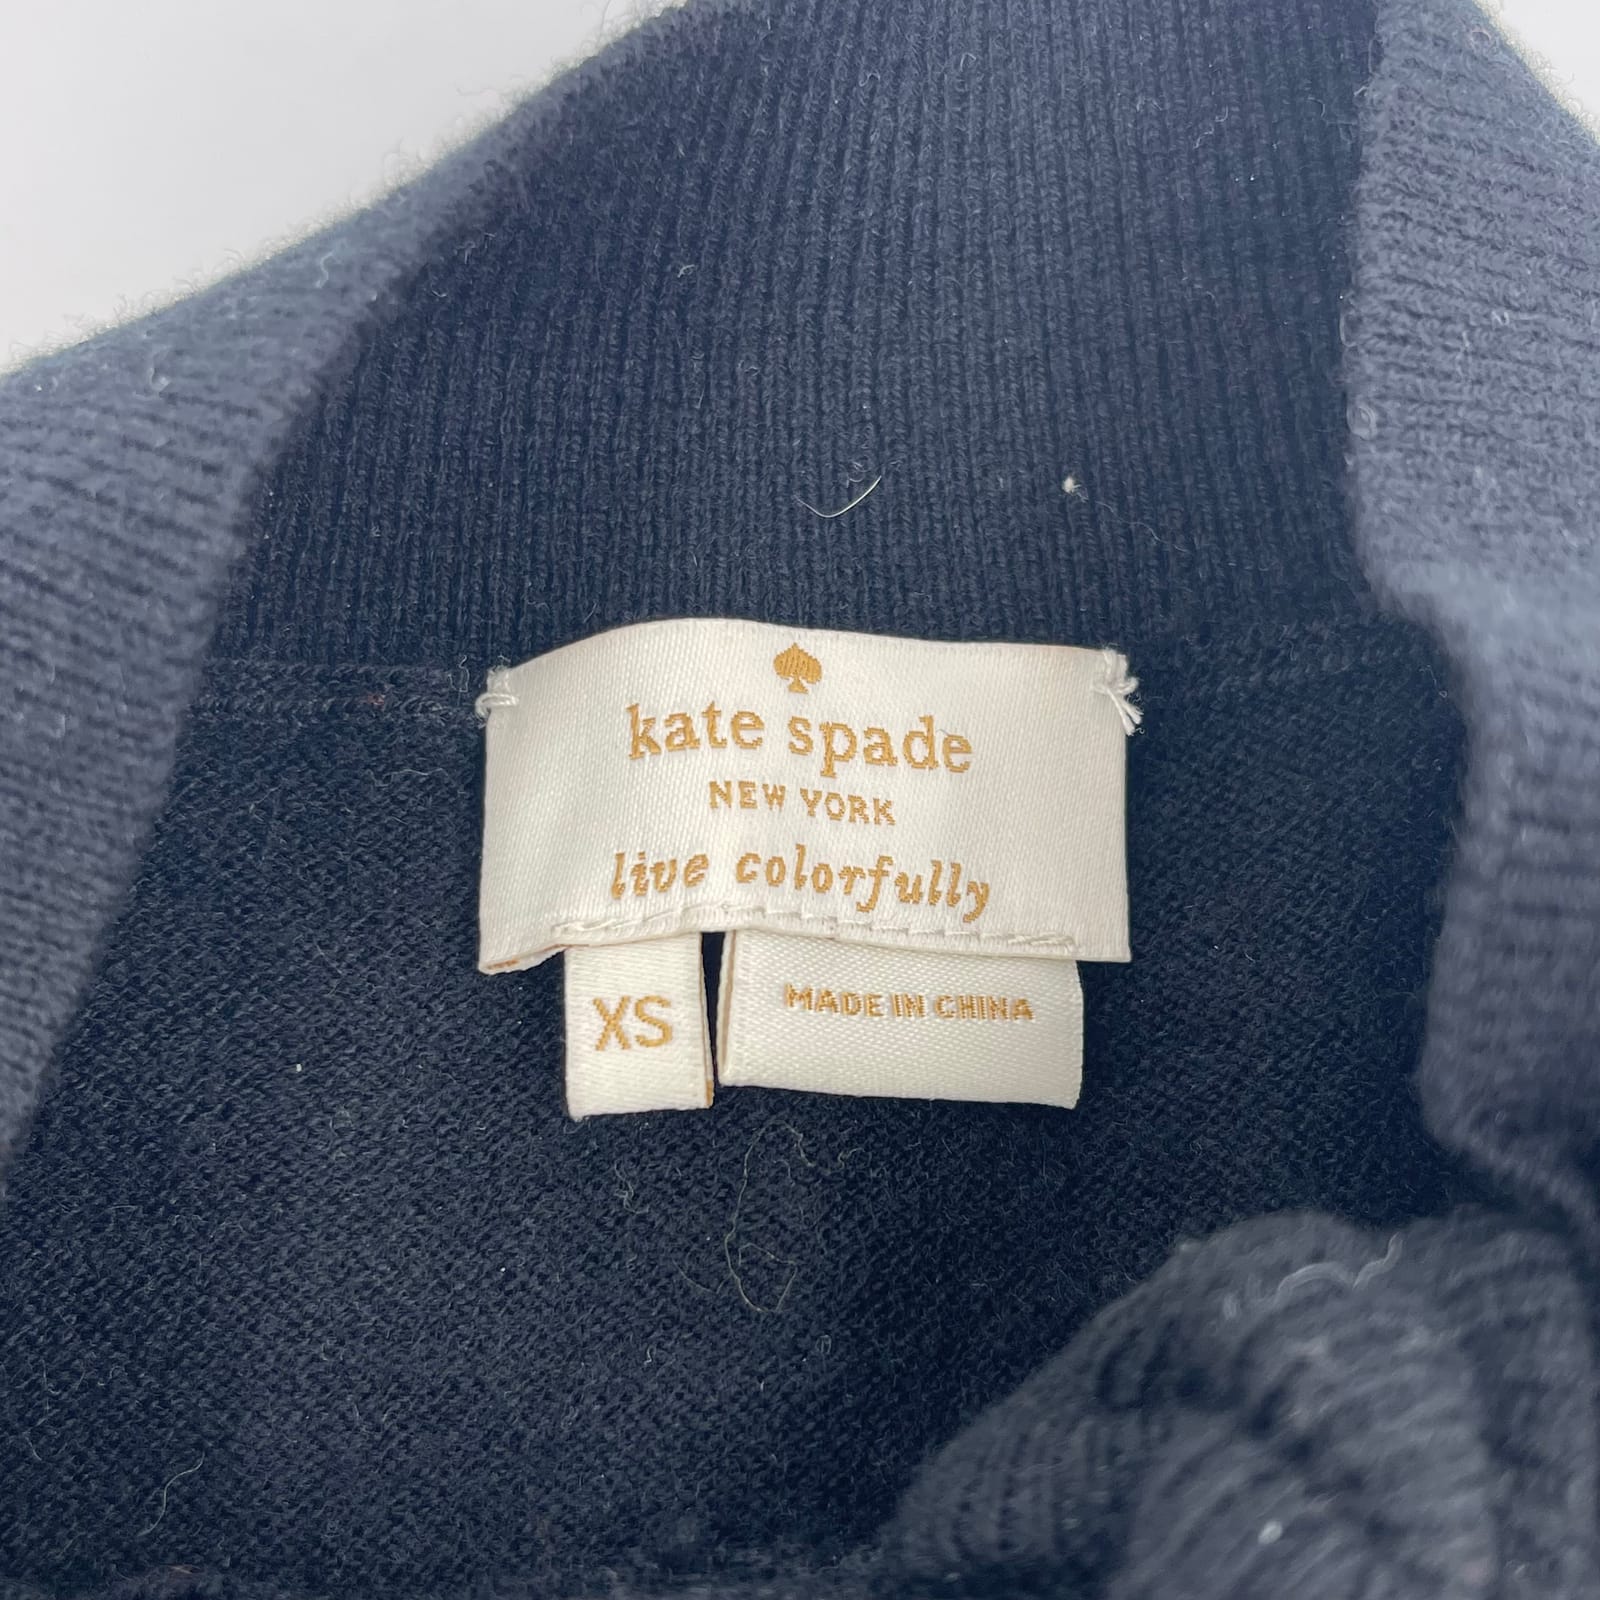 kate spade
NEW YORK
live colorfully
XS
MADE IN CHINA